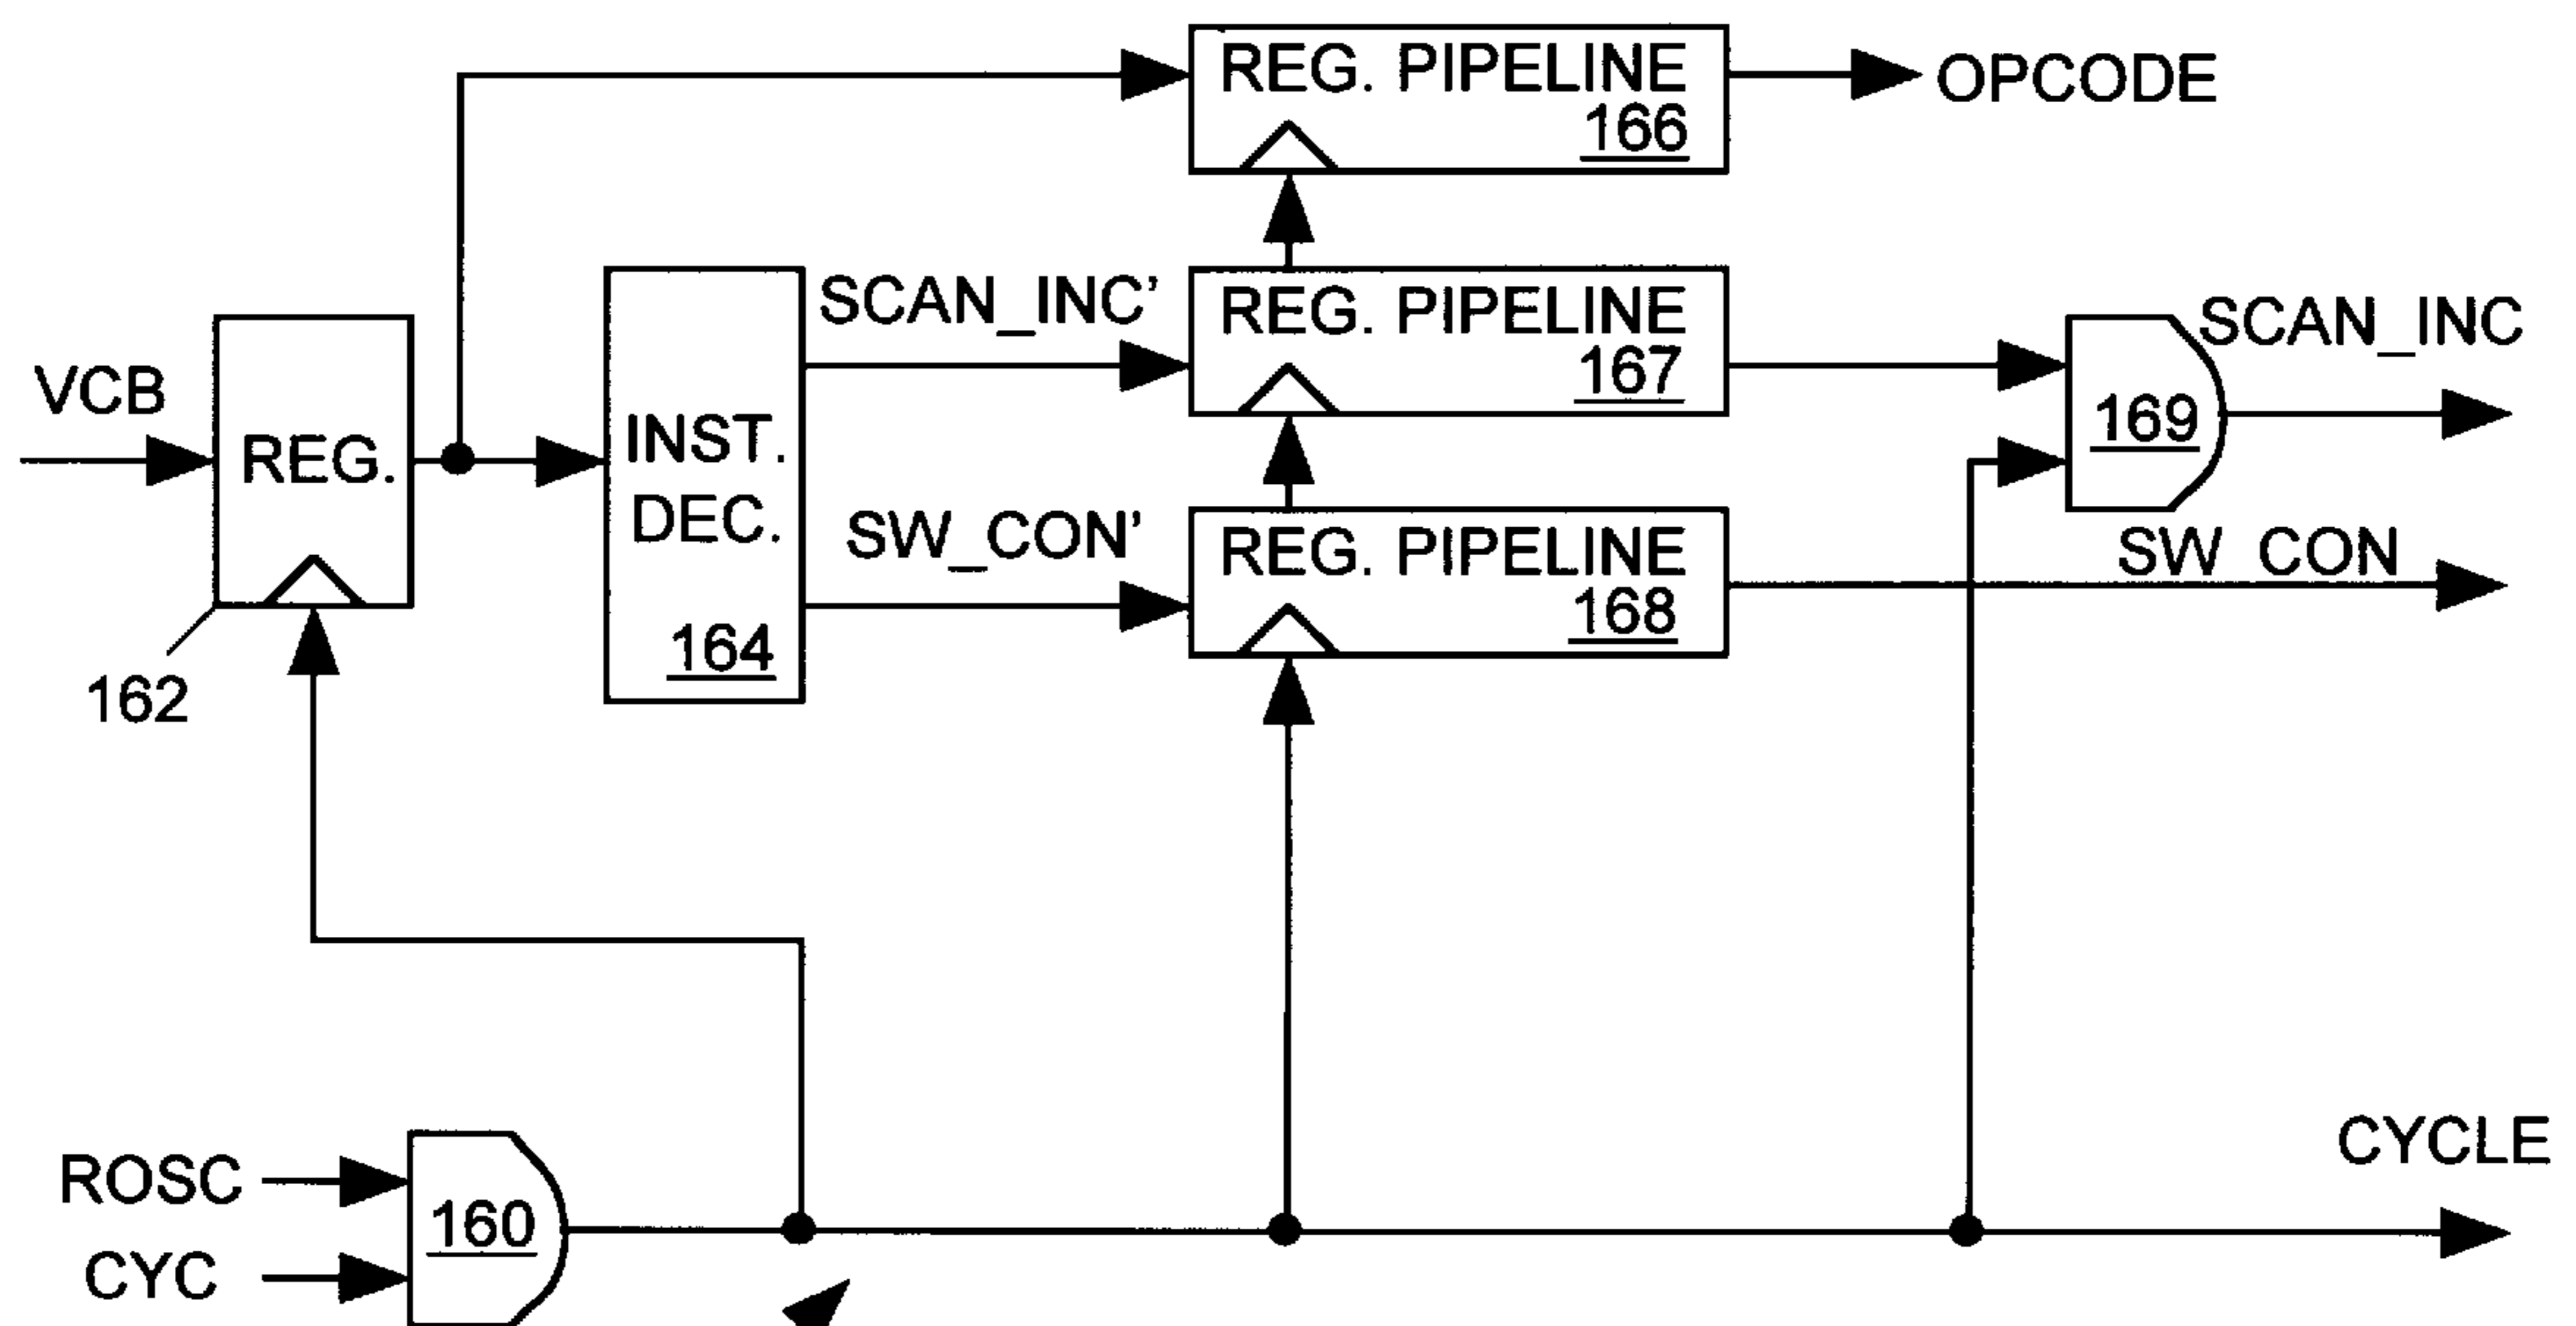 REG. PIPELINE
166
OPCODE
SCAN_INC'
REG. PIPELINE
167
SCAN_INC
VCB
REG.
INST.
DEC.
169
SW_CON'
REG. PIPELINE
168
SW_CON
164
162
CYCLE
ROSC
160
CYC